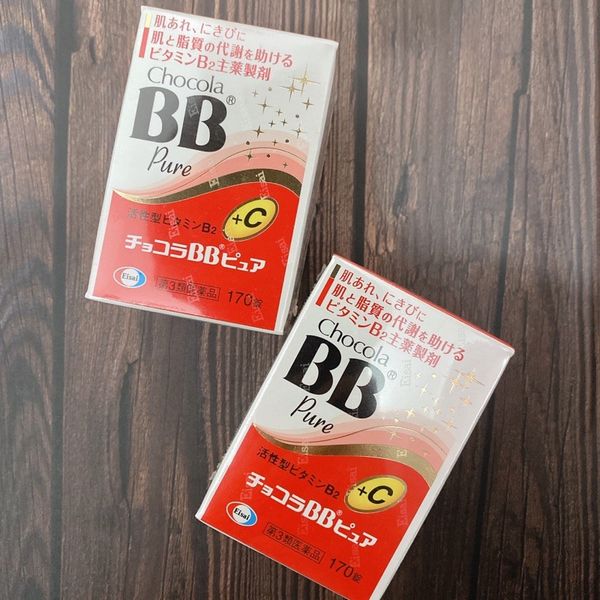 肌あれ、にきびに
肌と脂質の代謝を助ける
ビタミンB2主薬製剤
Chocola
BB®
Pure
活性型ビタミンB2
+C
チョコラBB®ピュア
Eisai
第3類医薬品
170錠
Eisai
Eisai
Eisai
肌あれ、にきびに
肌と脂質の代謝を助ける
ビタミンB2主薬製剤
Chocola
BB®
Pure
活性型ビタミンB2
+C
チョコラBB®ピュア
Eisai
第3類医薬品
170錠
Eisai
Eisai
Eisai